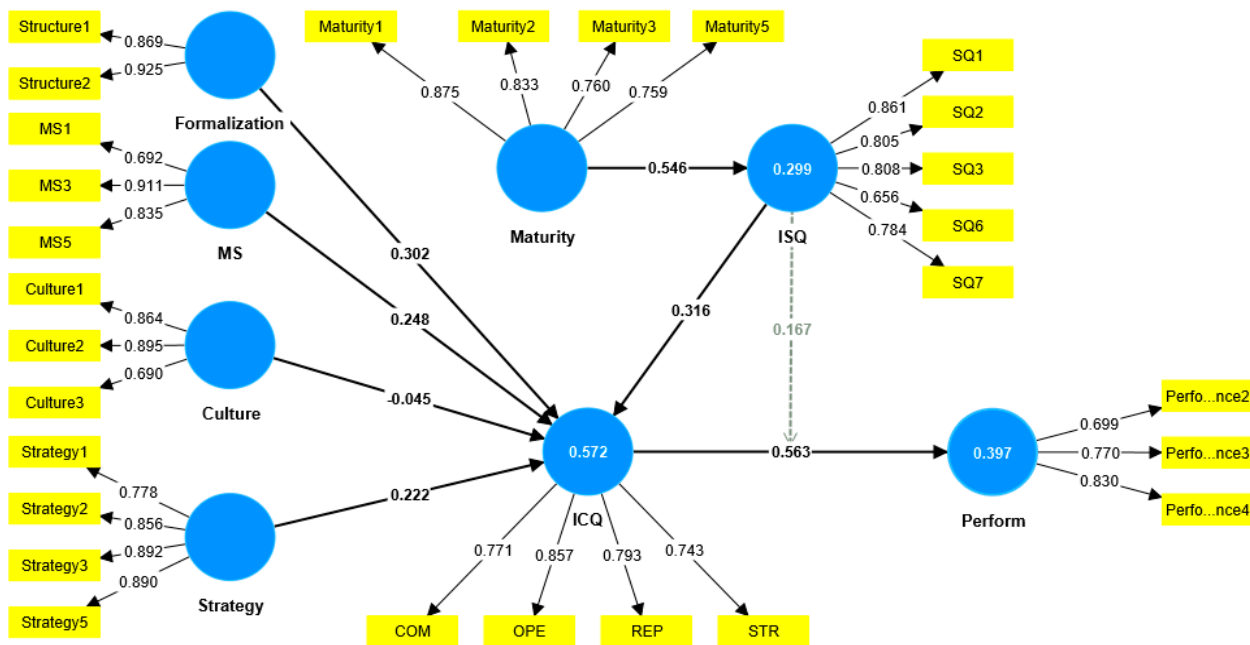 Structure1
0.869
Structure2
0.925
Formalization
MS1
0.692
MS3
0.911
MS5
0.835
MS
Culture1
0.864
Culture2
0.895
Culture3
0.690
Culture
Strategy1
0.778
Strategy2
0.856
Strategy3
0.892
Strategy5
0.890
Strategy
Maturity1
Maturity2
Maturity3
Maturity5
0.875
0.833
0.760
0.759
Maturity
0.546
0.299
ISQ
SQ1
0.861
SQ2
0.805
SQ3
0.808
SQ6
0.656
SQ7
0.784
0.302
0.248
-0.045
0.222
0.316
0.167
0.572
ICQ
0.563
0.397
Perform
Perfo...nce2
0.699
Perfo...nce3
0.770
Perfo...nce4
0.830
0.771
0.857
0.793
0.743
COM
OPE
REP
STR